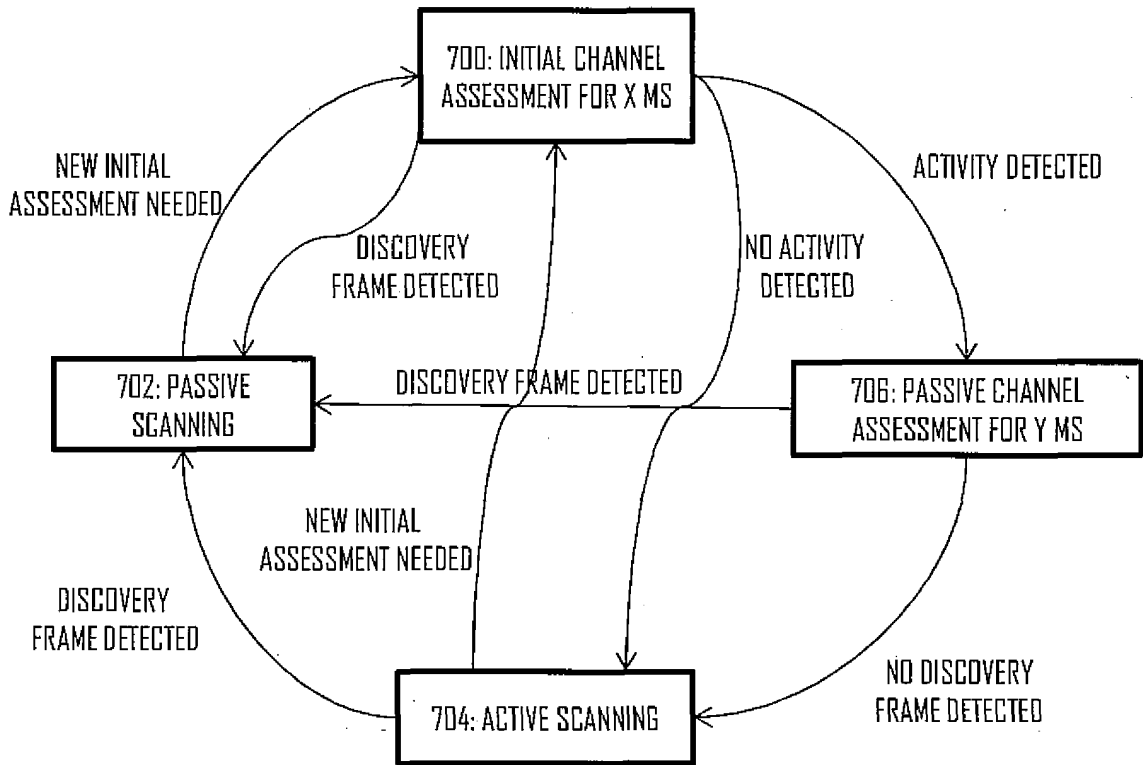 700: INITIAL CHANNEL
ASSESSMENT FOR X MS
NEW INITIAL
ASSESSMENT NEEDED
ACTIVITY DETECTED
DISCOVERY
FRAME DETECTED
NO ACTIVITY
DETECTED
702: PASSIVE
SCANNING
DISCOVERY FRAME DETECTED
706: PASSIVE CHANNEL
ASSESSMENT FOR Y MS
NEW INITIAL
ASSESSMENT NEEDED
DISCOVERY
FRAME DETECTED
704: ACTIVE SCANNING
NO DISCOVERY
FRAME DETECTED